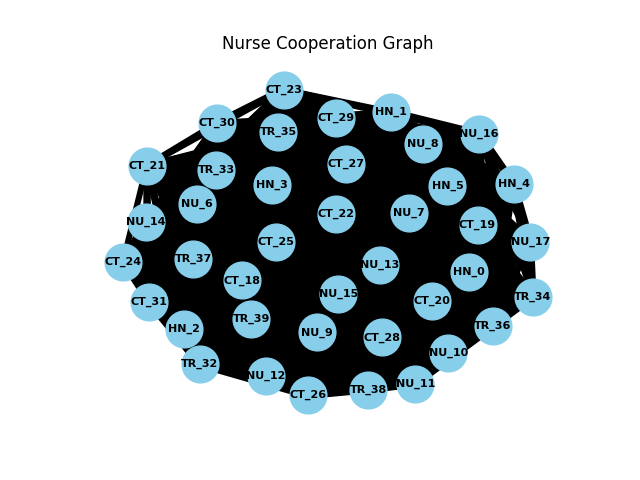 Nurse Cooperation Graph
CT_23
HN_1
CT_29
CT_30
TR_35
NU_16
NU_8
CT_27
CT_21
TR_33
HN_3
HN_5
HN_4
NU_6
NU_7
CT_22
NU_14
CT_19
CT_25
NU_17
TR_37
CT_24
NU_13
HN_0
CT_18
NU_15
TR_34
CT_20
CT_31
TR_39
TR_36
HN_2
NU_9
CT_28
NU_10
TR_32
NU_12
NU_11
TR_38
CT_26